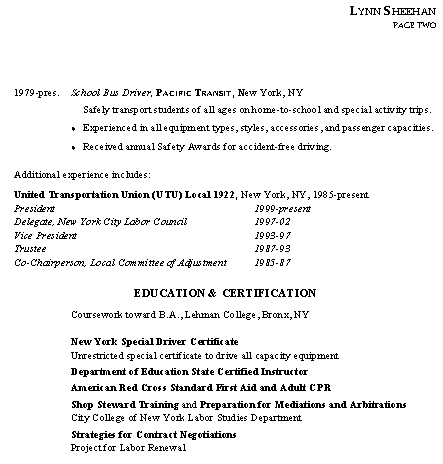 LYNN SHEEHAN
PAGE TWO
1979-pres. School Bus Driver, PACIFIC TRANSIT, New York, NY
Safely transport students of all ages on home-to-school and special activity trips.
• Experienced in all equipment types, styles, accessories, and passenger capacities.
• Received annual Safety Awards for accident-free driving.
Additional experience includes:
United Transportation Union (UTU) Local 1922, New York, NY, 1985-present
President 1999-present
Delegate, New York City Labor Council 1997-02
Vice President 1993-97
Trustee 1987-93
Co-Chairperson, Local Committee of Adjustment 1985-87
EDUCATION & CERTIFICATION
Coursework toward B.A., Lehman College, Bronx, NY
New York Special Driver Certificate
Unrestricted special certificate to drive all capacity equipment
Department of Education State Certified Instructor
American Red Cross Standard First Aid and Adult CPR
Shop Steward Training and Preparation for Mediations and Arbitrations
City College of New York Labor Studies Department
Strategies for Contract Negotiations
Project for Labor Renewal